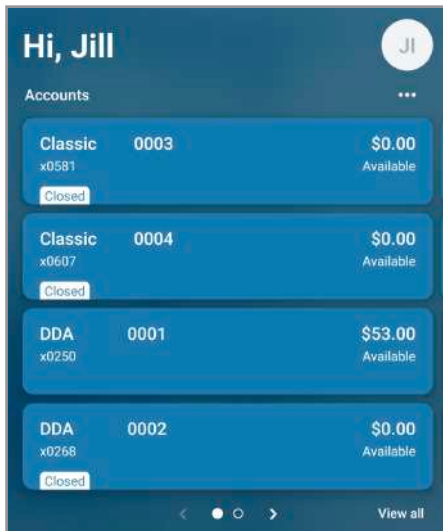 Hi, Jill
JI
Accounts
Classic 0003 $0.00
x0581 Available
Closed
Classic 0004 $0.00
x0607 Available
Closed
DDA 0001 $53.00
x0250 Available
DDA 0002 $0.00
x0268 Available
Closed
View all